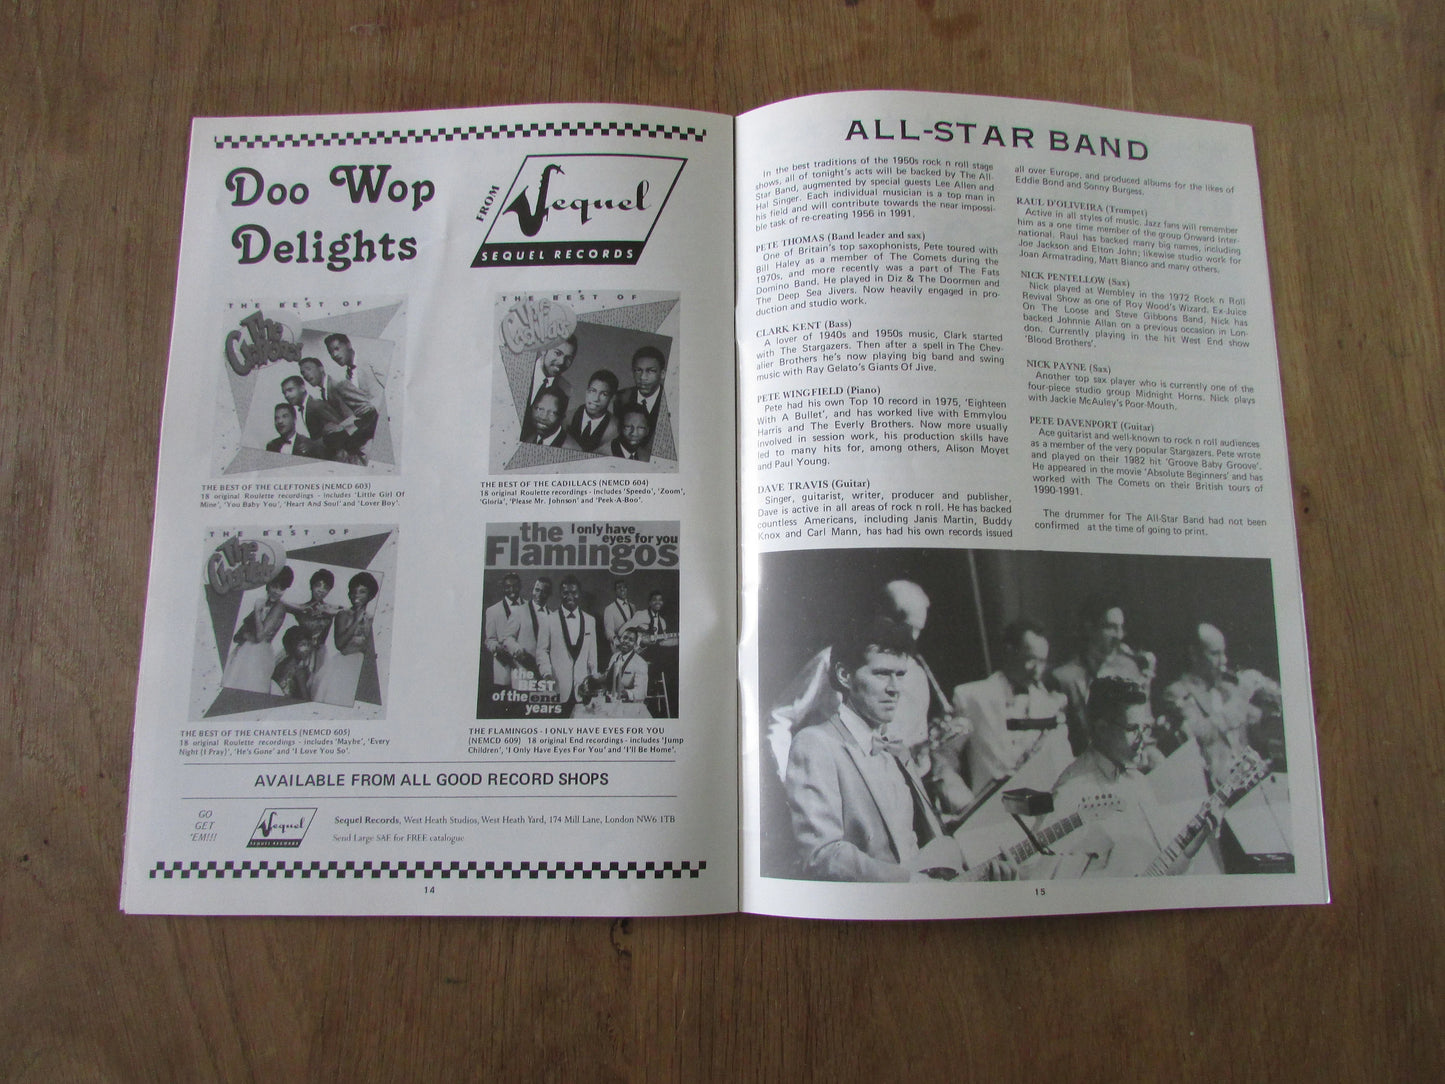 Doo Wop
Delights
FROM
Sequel
SEQUEL RECORDS
THE BEST OF
The
Cleftones
THE BEST OF
The
Cadillacs
THE BEST OF THE CLEFTONES (NEMCD 603)
18 original Roulette recordings - includes 'Little Girl Of
Mine', 'You Baby You', 'Heart And Soul' and 'Lover Boy'.
THE BEST OF THE CADILLACS (NEMCD 604)
18 original Roulette recordings - includes 'Speedo', 'Zoom',
'Gloria', 'Please Mr. Johnson' and 'Peek-A-Boo'.
THE BEST OF
The
Chantels
the
Flamingos
I only have
eyes for you
the
BEST
of the end
years
THE BEST OF THE CHANTELS (NEMCD 605)
18 original Roulette recordings - includes 'Maybe', 'Every
Night (I Pray)', 'He's Gone' and 'I Love You So'.
THE FLAMINGOS - I ONLY HAVE EYES FOR YOU
(NEMCD 609) 18 original End recordings - includes 'Jump
Children', 'I Only Have Eyes For You' and 'I'll Be Home'.
AVAILABLE FROM ALL GOOD RECORD SHOPS
GO
GET
'EM!!!
Sequel
SEQUEL RECORDS
Sequel Records, West Heath Studios, West Heath Yard, 174 Mill Lane, London NW6 1TB
Send Large SAE for FREE catalogue
14
ALL-STAR BAND
In the best traditions of the 1950s rock n roll stage
shows, all of tonight's acts will be backed by The All-
Star Band, augmented by special guests Lee Allen and
Hal Singer. Each individual musician is a top man in
his field and will contribute towards the near impossi-
ble task of re-creating 1956 in 1991.
PETE THOMAS (Band leader and sax)
One of Britain's top saxophonists, Pete toured with
Bill Haley as a member of The Comets during the
1970s, and more recently was a part of The Fats
Domino Band. He played in Diz & The Doormen and
The Deep Sea Jivers. Now heavily engaged in pro-
duction and studio work.
CLARK KENT (Bass)
A lover of 1940s and 1950s music, Clark started
with The Stargazers. Then after a spell in The Chev-
alier Brothers he's now playing big band and swing
music with Ray Gelato's Giants Of Jive.
PETE WINGFIELD (Piano)
Pete had his own Top 10 record in 1975, 'Eighteen
With A Bullet', and has worked live with Emmylou
Harris and The Everly Brothers. Now more usually
involved in session work, his production skills have
led to many hits for, among others, Alison Moyet
and Paul Young.
DAVE TRAVIS (Guitar)
Singer, guitarist, writer, producer and publisher,
Dave is active in all areas of rock n roll. He has backed
countless Americans, including Janis Martin, Buddy
Knox and Carl Mann, has had his own records issued
all over Europe, and produced albums for the likes of
Eddie Bond and Sonny Burgess.
RAUL D'OLIVEIRA (Trumpet)
Active in all styles of music. Jazz fans will remember
him as a one time member of the group Onward Inter-
national. Raul has backed many big names, including
Joe Jackson and Elton John; likewise studio work for
Joan Armatrading, Matt Bianco and many others.
NICK PENTELLOW (Sax)
Nick played at Wembley in the 1972 Rock n Roll
Revival Show as one of Roy Wood's Wizard. Ex-Juice
On The Loose and Steve Gibbons Band, Nick has
backed Johnnie Allan on a previous occasion in Lon-
don. Currently playing in the hit West End show
'Blood Brothers'.
NICK PAYNE (Sax)
Another top sax player who is currently one of the
four-piece studio group Midnight Horns. Nick plays
with Jackie McAuley's Poor-Mouth.
PETE DAVENPORT (Guitar)
Ace guitarist and well-known to rock n roll audiences
as a member of the very popular Stargazers. Pete wrote
and played on their 1982 hit 'Groove Baby Groove'.
He appeared in the movie 'Absolute Beginners' and has
worked with The Comets on their British tours of
1990-1991.
The drummer for The All-Star Band had not been
confirmed at the time of going to print.
15